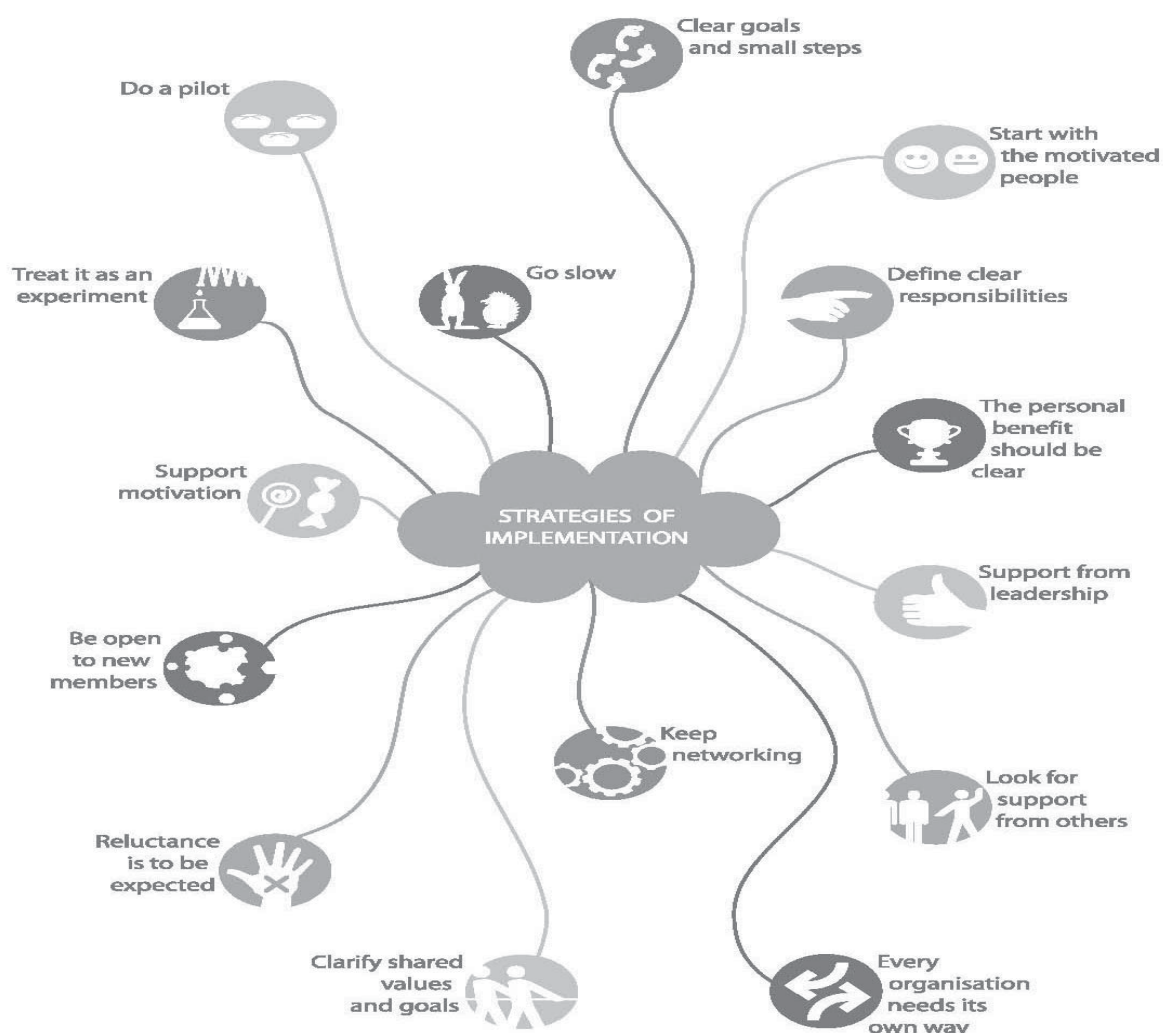 Clear goals
and small steps
Do a pilot
Start with
the motivated
people
Treat it as an
experiment
Go slow
Define clear
responsibilities
The personal
benefit
should be
clear
Support
motivation
STRATEGIES OF
IMPLEMENTATION
Support from
leadership
Be open
to new
members
Keep
networking
Look for
support
from others
Reluctance
is to be
expected
Clarify shared
values
and goals
Every
organisation
needs its
own way